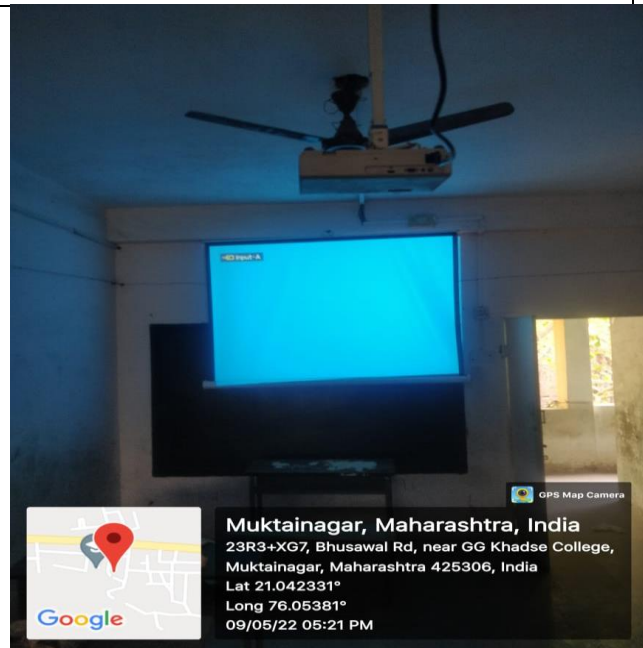 Input-A
GPS Map Camera
Muktainagar, Maharashtra, India
23R3+XG7, Bhusawal Rd, near GG Khadse College,
Muktainagar, Maharashtra 425306, India
Lat 21.042331°
Long 76.05381°
09/05/22 05:21 PM
Google